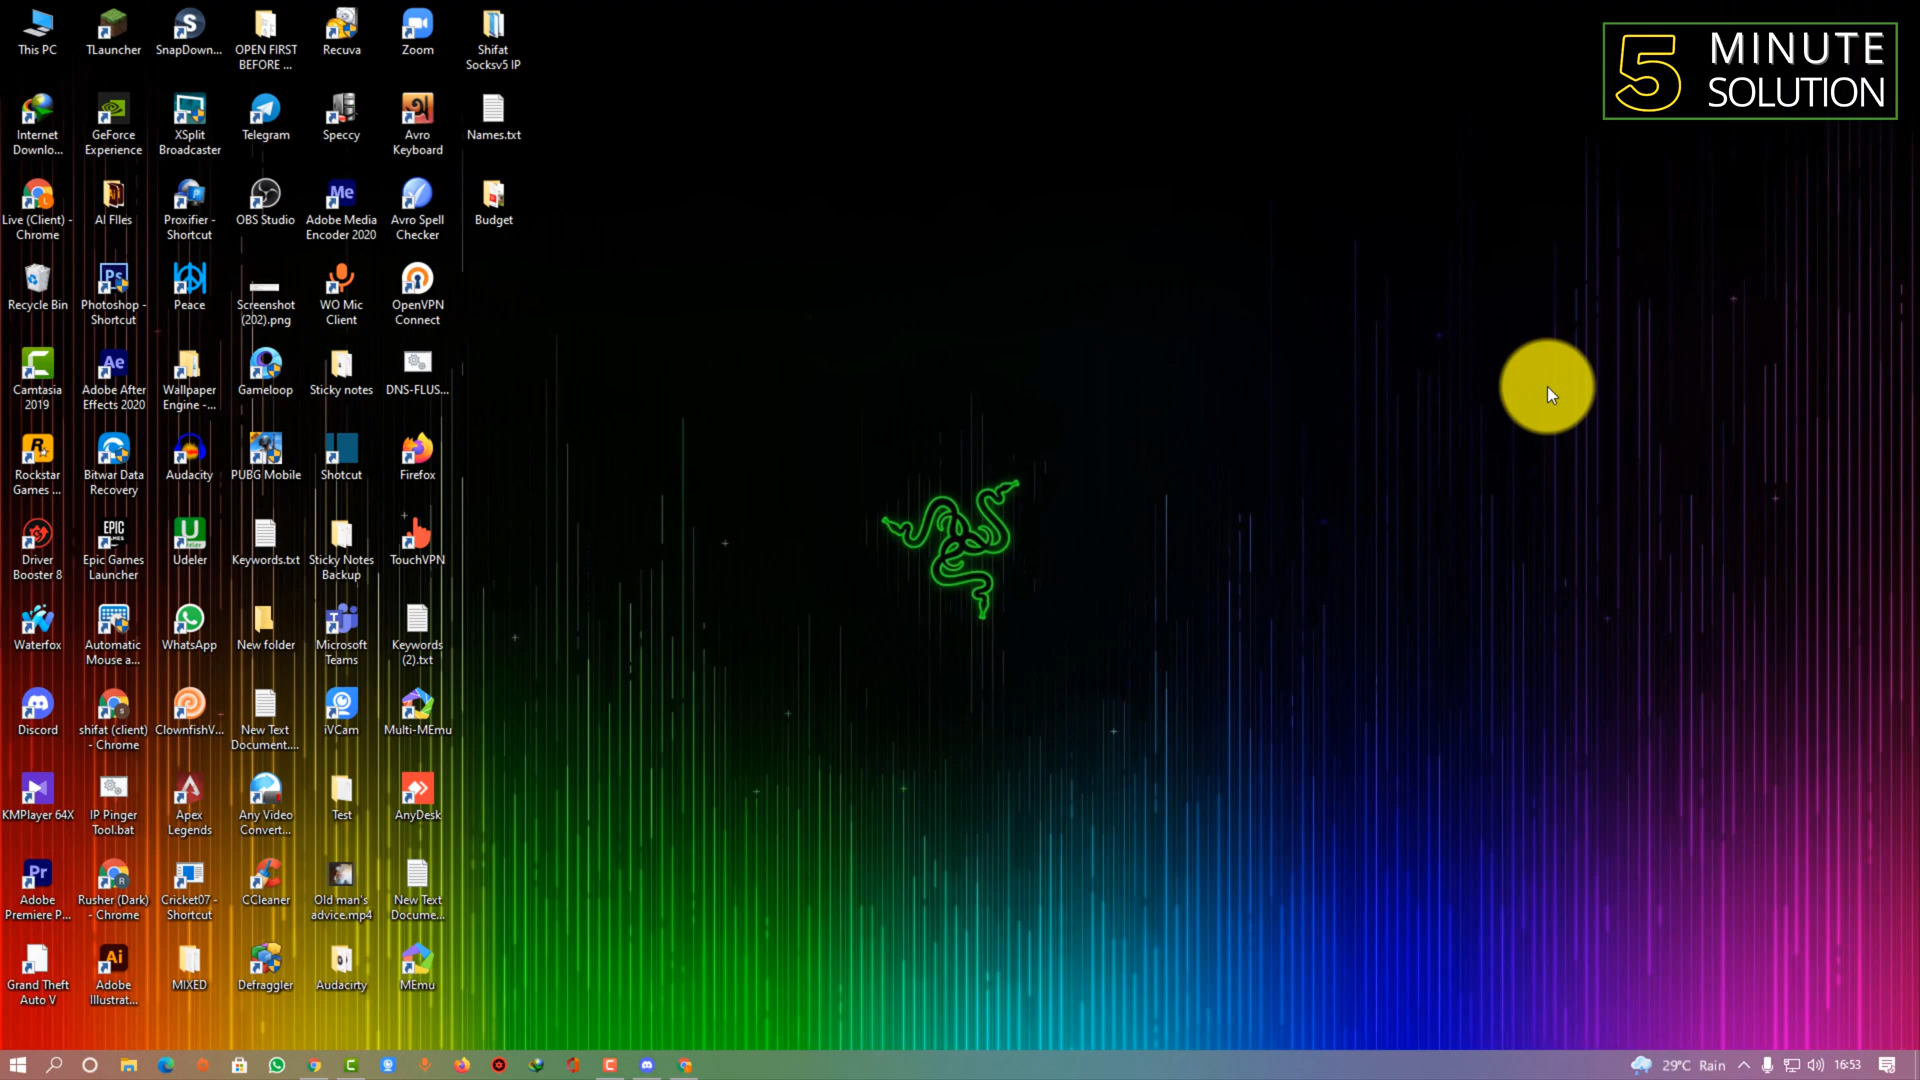 This PC
TLauncher
SnapDown...
OPEN FIRST
BEFORE ...
Recuva
Zoom
Shifat
Socksv5 IP
5 MINUTE
SOLUTION
Internet
Downlo...
GeForce
Experience
XSplit
Broadcaster
Telegram
Speccy
Avro
Keyboard
Names.txt
Live (Client) -
Chrome
AI FIles
Proxifier -
Shortcut
OBS Studio
Adobe Media
Encoder 2020
Avro Spell
Checker
Budget
Recycle Bin
Photoshop -
Shortcut
Peace
Screenshot
(202).png
WO Mic
Client
OpenVPN
Connect
Camtasia
2019
Adobe After
Effects 2020
Wallpaper
Engine -...
Gameloop
Sticky notes
DNS-FLUS...
Rockstar
Games ...
Bitwar Data
Recovery
Audacity
PUBG Mobile
Shotcut
Firefox
Driver
Booster 8
Epic Games
Launcher
Udeler
Keywords.txt
Sticky Notes
Backup
TouchVPN
Waterfox
Automatic
Mouse a...
WhatsApp
New folder
Microsoft
Teams
Keywords
(2).txt
Discord
shifat (client)
- Chrome
ClownfishV...
New Text
Document....
iVCam
Multi-MEmu
KMPlayer 64X
IP Pinger
Tool.bat
Apex
Legends
Any Video
Convert...
Test
AnyDesk
Adobe
Premiere P...
Rusher (Dark)
- Chrome
Cricket07 -
Shortcut
CCleaner
Old man's
advice.mp4
New Text
Docume...
Grand Theft
Auto V
Adobe
Illustrat...
MIXED
Defraggler
Audacirty
MEmu
29°C Rain
16:53